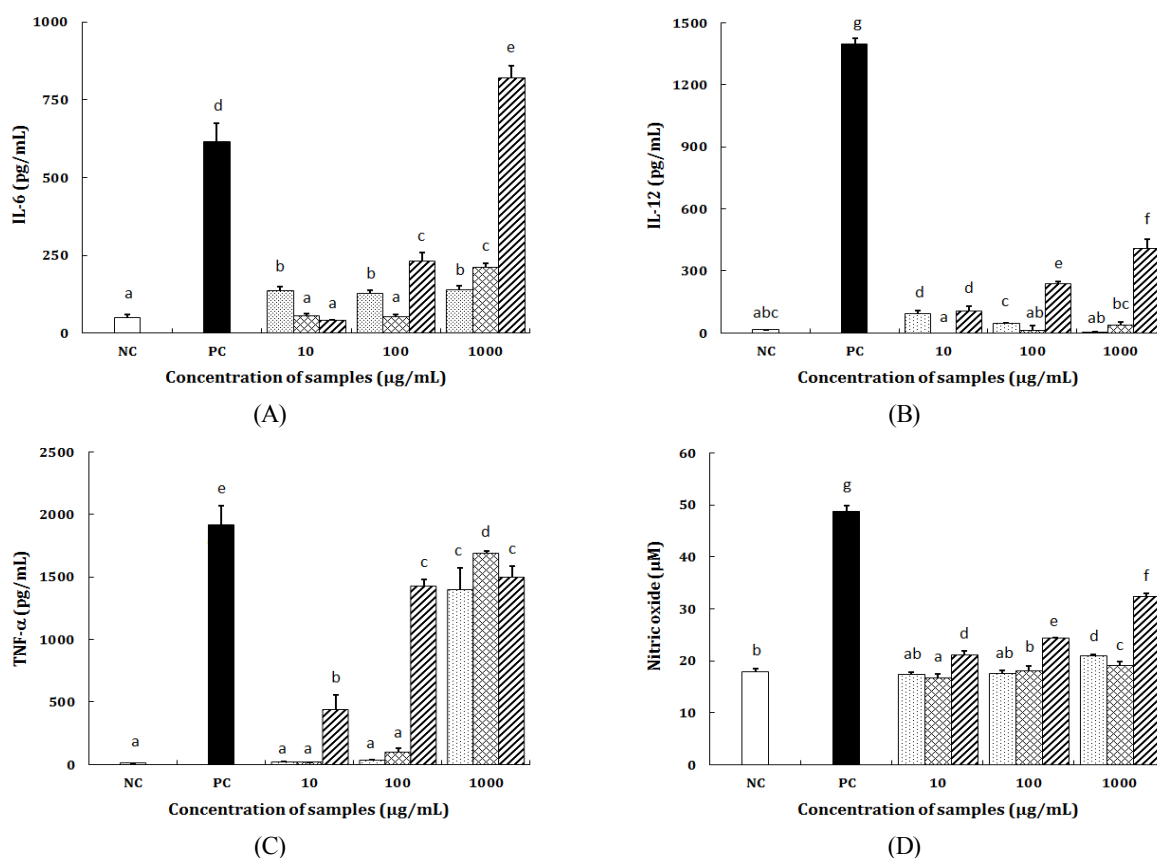 1000
750
500
250
0
IL-6 (pg/mL)
a
d
b
a
a
b
a
c
b
c
e
NC PC 10 100 1000
Concentration of samples (µg/mL)
(A)
1500
1200
900
600
300
0
IL-12 (pg/mL)
abc
g
d
a
d
c
ab
e
ab
bc
f
NC PC 10 100 1000
Concentration of samples (µg/mL)
(B)
2500
2000
1500
1000
500
0
TNF-α (pg/mL)
a
e
a
a
b
a
a
c
c
d
c
NC PC 10 100 1000
Concentration of samples (µg/mL)
(C)
60
50
40
30
20
10
0
Nitric oxide (µM)
b
g
ab
a
d
ab
b
e
d
c
f
NC PC 10 100 1000
Concentration of samples (µg/mL)
(D)